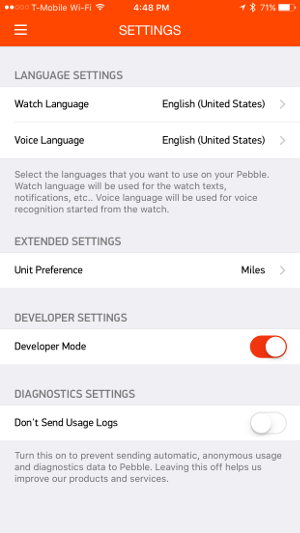 T-Mobile Wi-Fi 4:48 PM 71%
SETTINGS
LANGUAGE SETTINGS
Watch Language English (United States)
Voice Language English (United States)
Select the languages that you want to use on your Pebble.
Watch language will be used for the watch texts,
notifications, etc.. Voice language will be used for voice
recognition started from the watch.
EXTENDED SETTINGS
Unit Preference Miles
DEVELOPER SETTINGS
Developer Mode
DIAGNOSTICS SETTINGS
Don't Send Usage Logs
Turn this on to prevent sending automatic, anonymous usage
and diagnostics data to Pebble. Leaving this off helps us
improve our products and services.